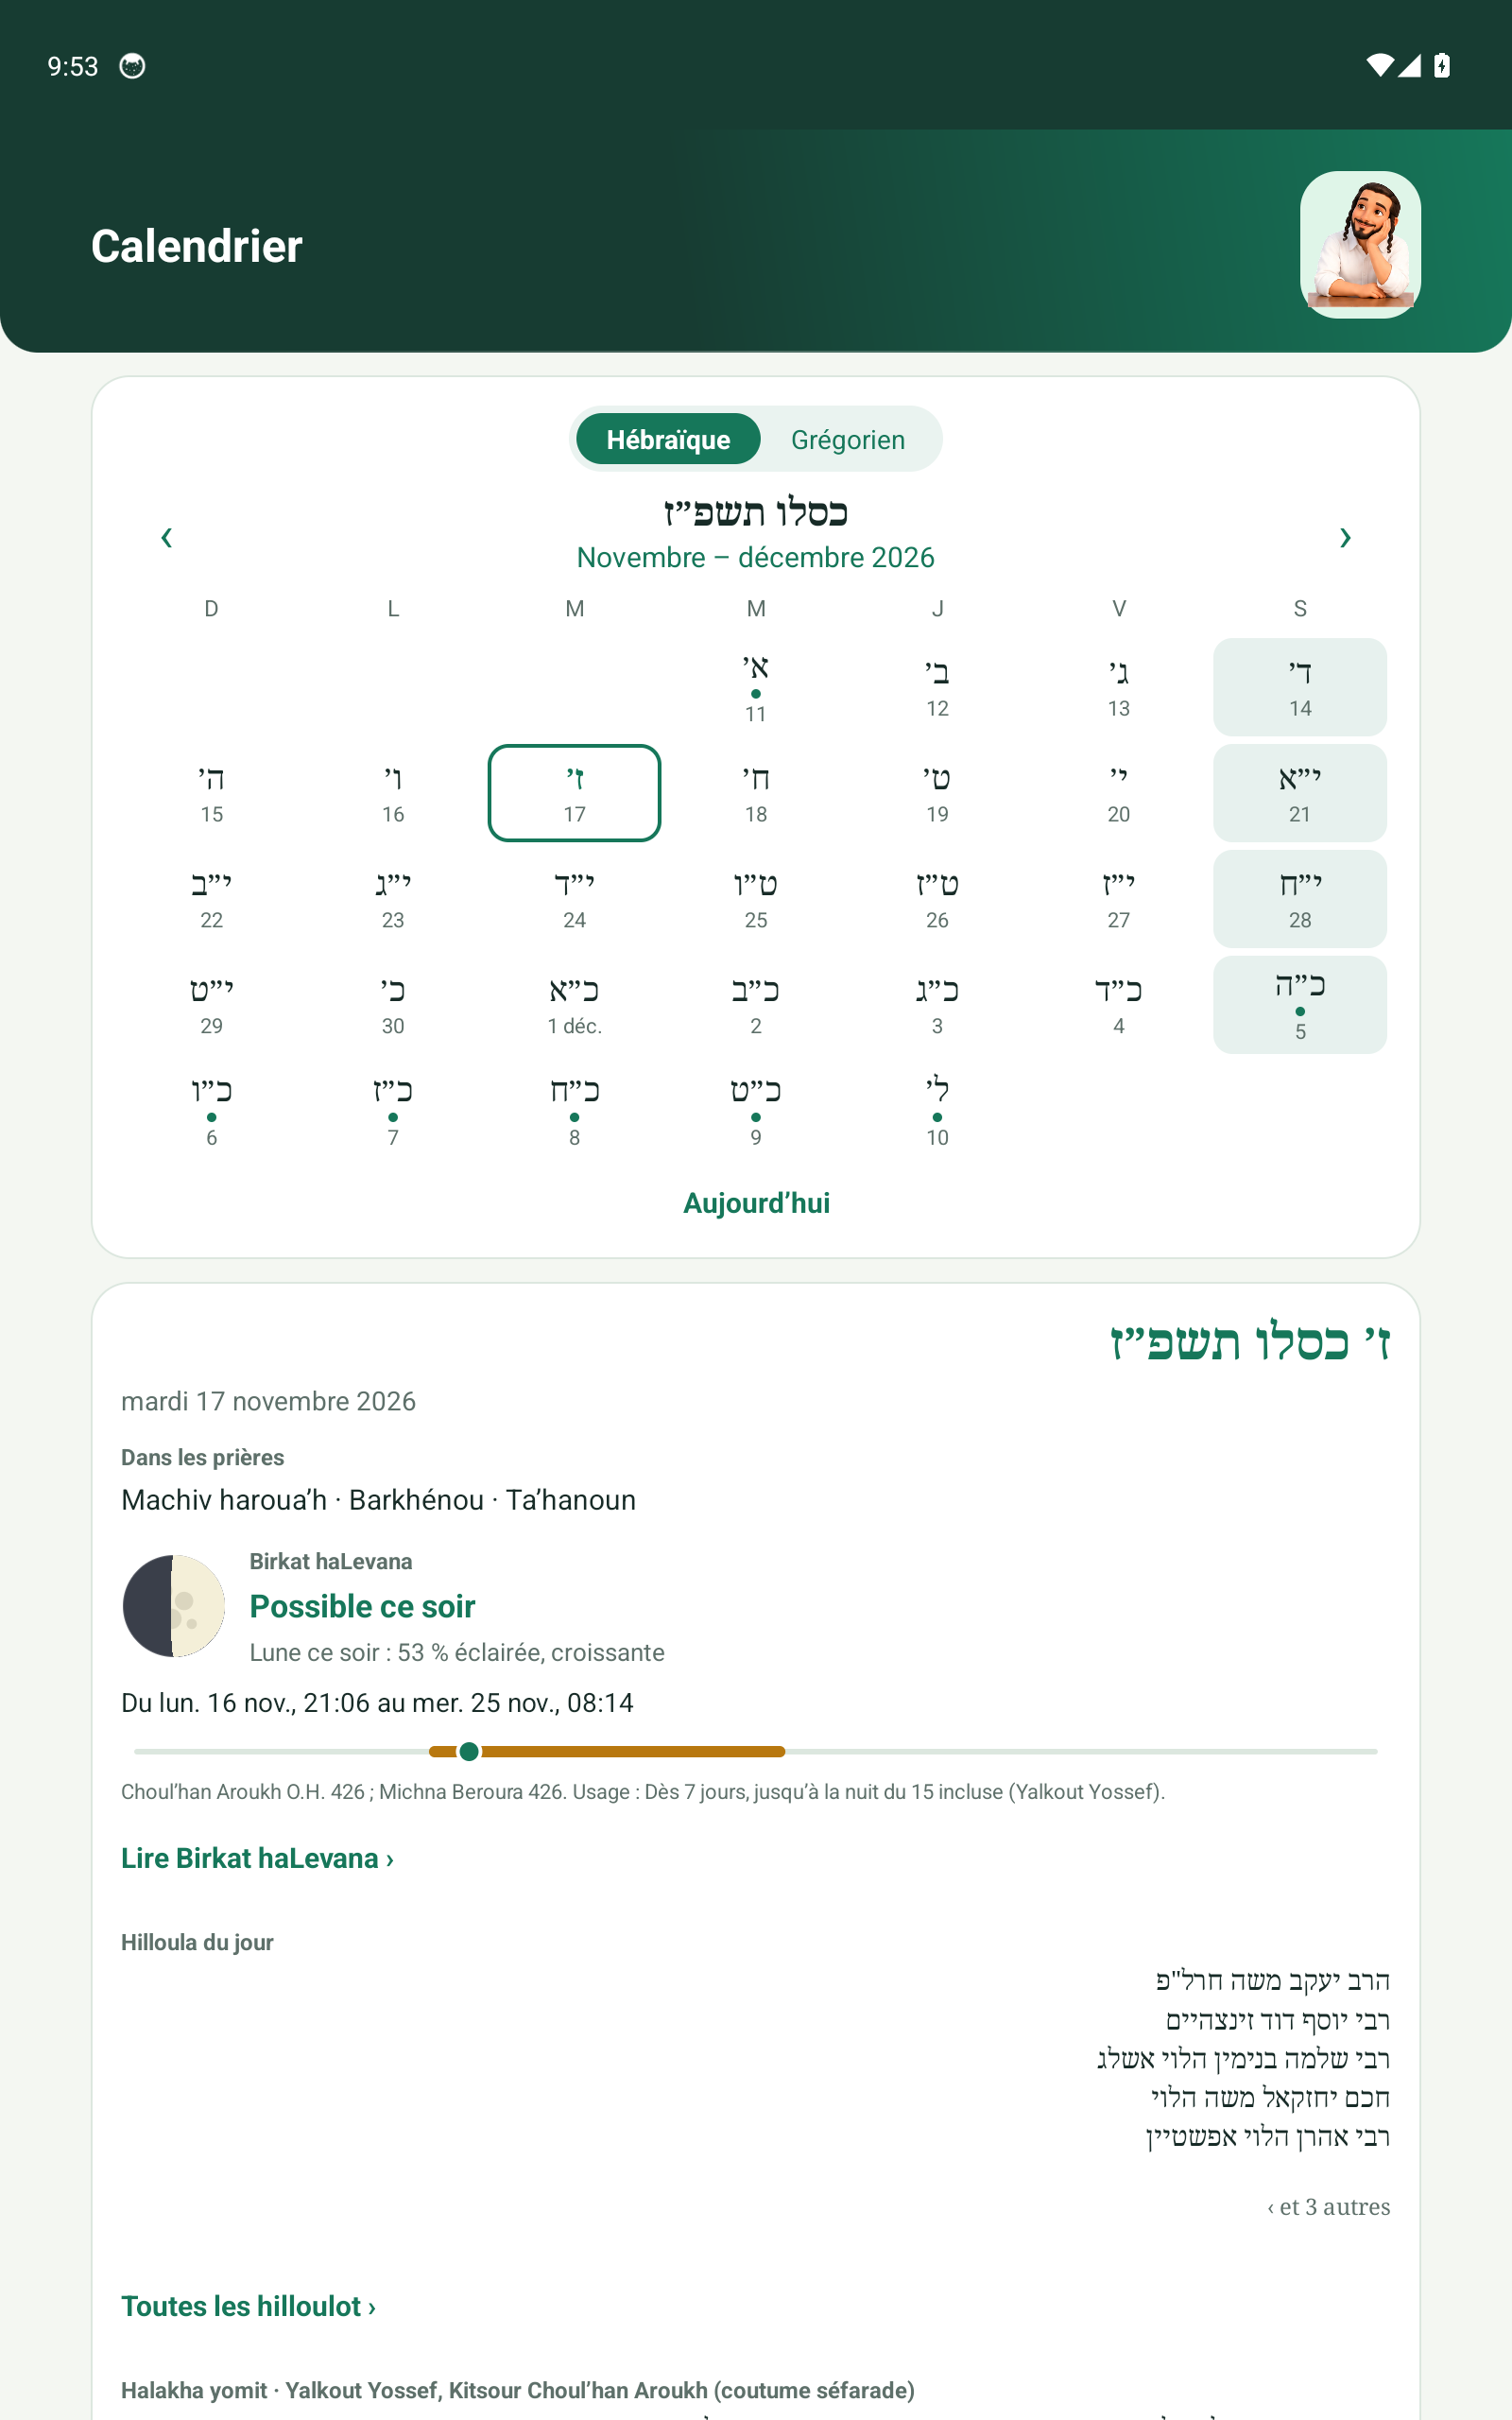 9:53
Calendrier
Hébraïque Grégorien
‹ כסלו תשפ״ז ›
Novembre – décembre 2026
D L M M J V S
א׳ ב׳ ג׳ ד׳
11 12 13 14
ה׳ ו׳ ז׳ ח׳ ט׳ י׳ י״א
15 16 17 18 19 20 21
י״ב י״ג י״ד ט״ו ט״ז י״ז י״ח
22 23 24 25 26 27 28
י״ט כ׳ כ״א כ״ב כ״ג כ״ד כ״ה
29 30 1 déc. 2 3 4 5
כ״ו כ״ז כ״ח כ״ט ל׳
6 7 8 9 10
Aujourd’hui
ז׳ כסלו תשפ״ז
mardi 17 novembre 2026
Dans les prières
Machiv haroua’h · Barkhénou · Ta’hanoun
Birkat haLevana
Possible ce soir
Lune ce soir : 53 % éclairée, croissante
Du lun. 16 nov., 21:06 au mer. 25 nov., 08:14
Choul’han Aroukh O.H. 426 ; Michna Beroura 426. Usage : Dès 7 jours, jusqu’à la nuit du 15 incluse (Yalkout Yossef).
Lire Birkat haLevana ›
Hilloula du jour
הרב יעקב משה חרל"פ
רבי יוסף דוד זינצהיים
רבי שלמה בנימין הלוי אשלג
חכם יחזקאל משה הלוי
רבי אהרן הלוי אפשטיין
‹ et 3 autres
Toutes les hilloulot ›
Halakha yomit · Yalkout Yossef, Kitsour Choul’han Aroukh (coutume séfarade)